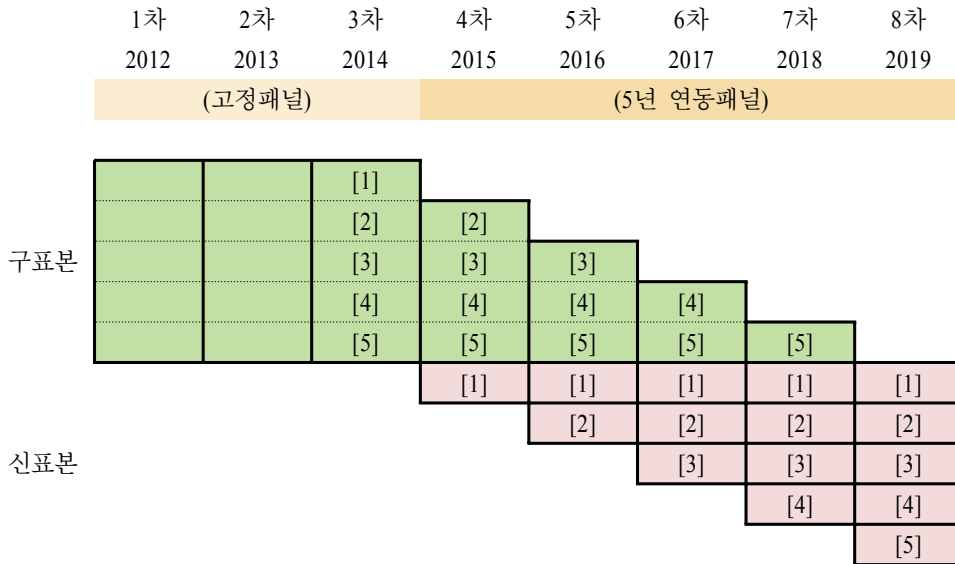 1차 2차 3차 4차 5차 6차 7차 8차
2012 2013 2014 2015 2016 2017 2018 2019
(고정패널) (5년 연동패널)
[1]
[2] [2]
구표본 [3] [3] [3]
[4] [4] [4] [4]
[5] [5] [5] [5] [5]
[1] [1] [1] [1] [1]
[2] [2] [2] [2]
신표본 [3] [3] [3]
[4] [4]
[5]